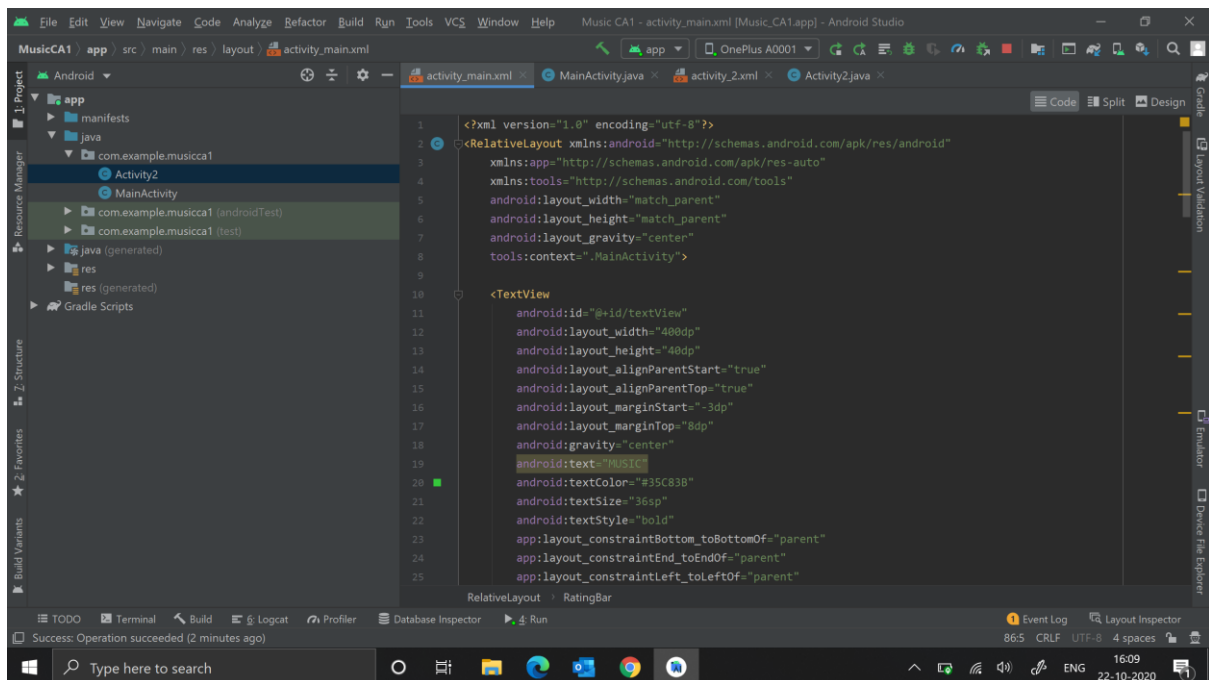 File Edit View Navigate Code Analyze Refactor Build Run Tools VCS Window Help Music CA1 - activity_main.xml [Music_CA1.app] - Android Studio
MusicCA1 app src main res layout activity_main.xml
app OnePlus A0001
Android
activity_main.xml MainActivity.java activity_2.xml Activity2.java
Code Split Design
1: Project
Resource Manager
7: Structure
2: Favorites
Build Variants
app
manifests
java
com.example.musicca1
Activity2
MainActivity
com.example.musicca1 (androidTest)
com.example.musicca1 (test)
java (generated)
res
res (generated)
Gradle Scripts
1 <?xml version="1.0" encoding="utf-8"?>
2 <RelativeLayout xmlns:android="http://schemas.android.com/apk/res/android"
3 xmlns:app="http://schemas.android.com/apk/res-auto"
4 xmlns:tools="http://schemas.android.com/tools"
5 android:layout_width="match_parent"
6 android:layout_height="match_parent"
7 android:layout_gravity="center"
8 tools:context=".MainActivity">
9
10 <TextView
11 android:id="@+id/textView"
12 android:layout_width="400dp"
13 android:layout_height="40dp"
14 android:layout_alignParentStart="true"
15 android:layout_alignParentTop="true"
16 android:layout_marginStart="-3dp"
17 android:layout_marginTop="8dp"
18 android:gravity="center"
19 android:text="MUSIC"
20 android:textColor="#35C83B"
21 android:textSize="36sp"
22 android:textStyle="bold"
23 app:layout_constraintBottom_toBottomOf="parent"
24 app:layout_constraintEnd_toEndOf="parent"
25 app:layout_constraintLeft_toLeftOf="parent"
RelativeLayout RatingBar
Gradle
Layout Validation
Emulator
Device File Explorer
TODO Terminal Build 6: Logcat Profiler Database Inspector 4: Run 1 Event Log Layout Inspector
Success: Operation succeeded (2 minutes ago) 86:5 CRLF UTF-8 4 spaces
Type here to search ENG 16:09
22-10-2020